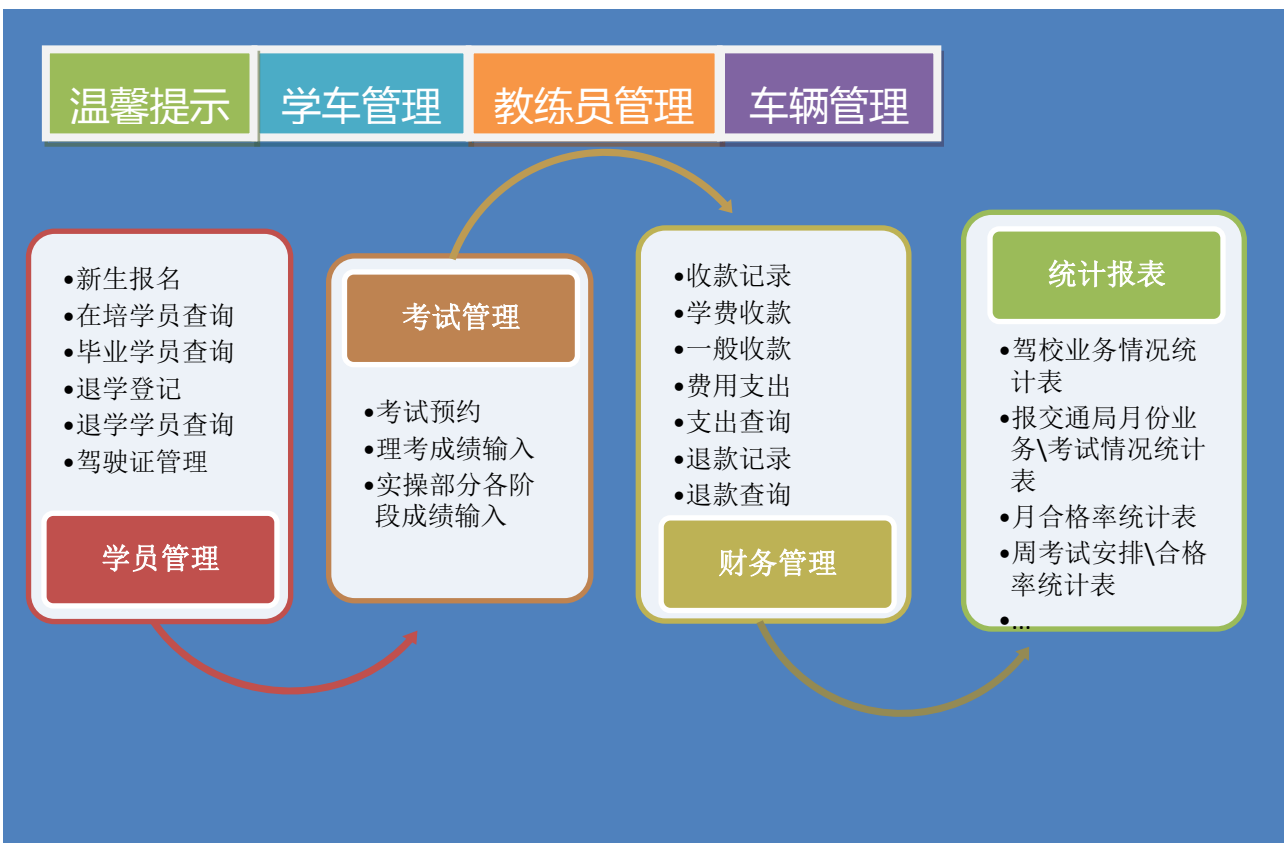 温馨提示 学车管理 教练员管理 车辆管理
•新生报名
•在培学员查询
•毕业学员查询
•退学登记
•退学学员查询
•驾驶证管理
学员管理
考试管理
•考试预约
•理考成绩输入
•实操部分各阶
段成绩输入
•收款记录
•学费收款
•一般收款
•费用支出
•支出查询
•退款记录
•退款查询
财务管理
统计报表
•驾校业务情况统
计表
•报交通局月份业
务\考试情况统计
表
•月合格率统计表
•周考试安排\合格
率统计表
•...